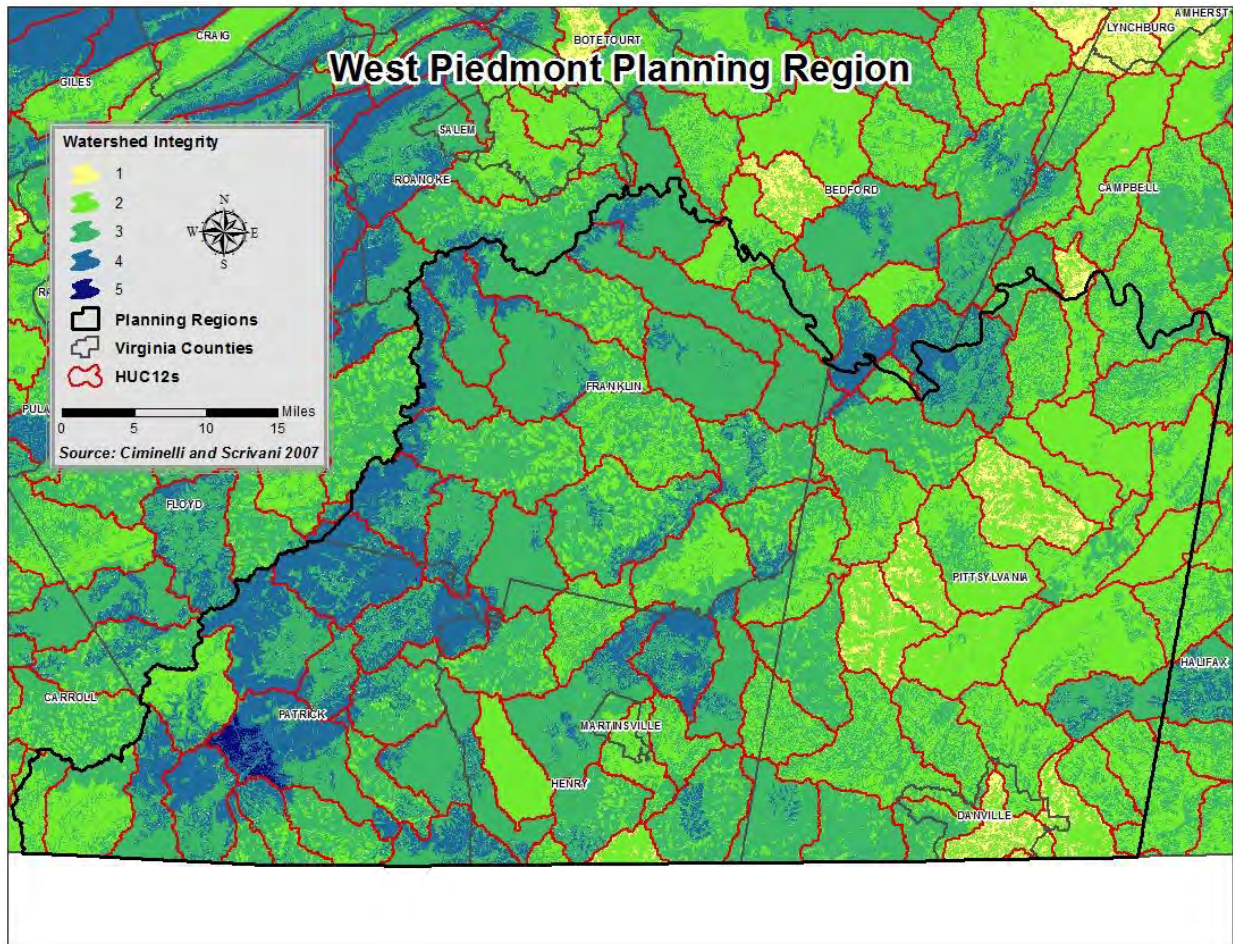 AMHERST
LYNCHBURG
CRAIG
BOTETOURT
West Piedmont Planning Region
GILES
SALEM
Watershed Integrity
1
2
3
4
5
N
W E
S
Planning Regions
Virginia Counties
HUC12s
Miles
0 5 10 15
Source: Ciminelli and Scrivani 2007
ROANOKE
BEDFORD
CAMPBELL
RA
PULA
FRANKLIN
FLOYD
PITTSYLVANIA
HALIFAX
CARROLL
PATRICK
MARTINSVILLE
HENRY
DANVILLE